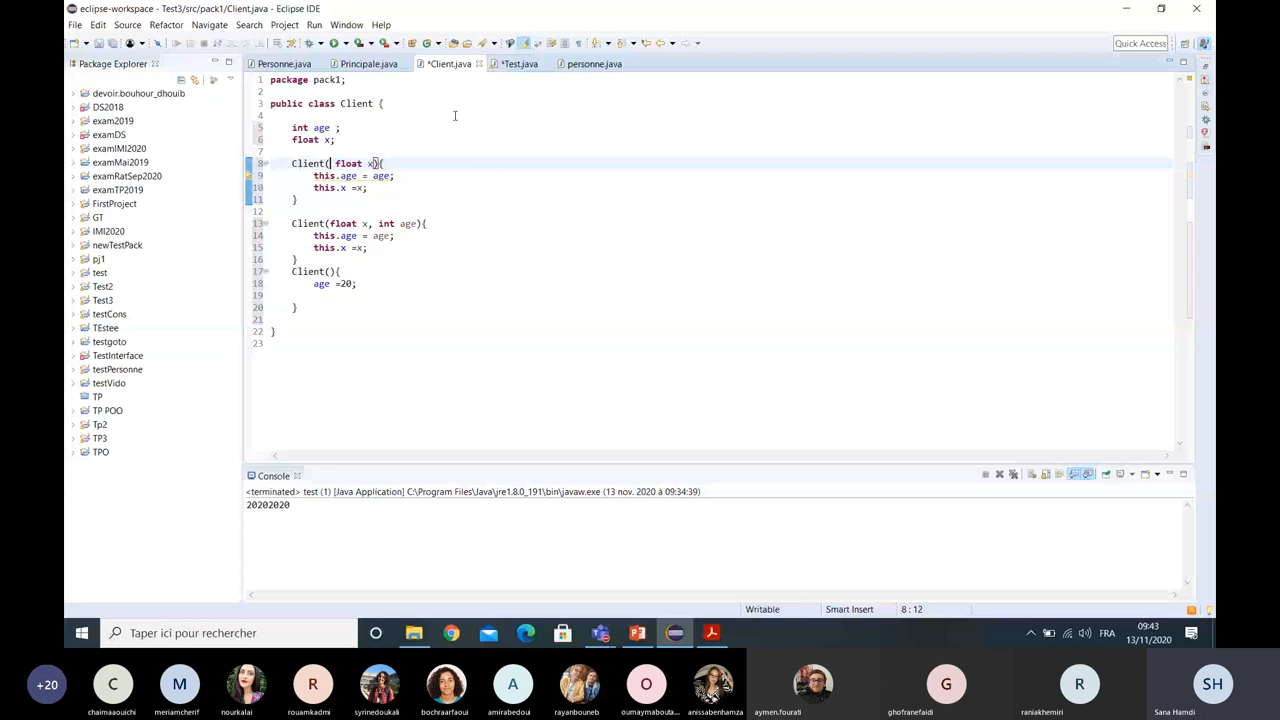 eclipse-workspace - Test3/src/pack1/Client.java - Eclipse IDE
File Edit Source Refactor Navigate Search Project Run Window Help
Quick Access
Package Explorer
Personne.java Principale.java *Client.java *Test.java personne.java
devoir.bouhour_dhouib
DS2018
exam2019
examDS
examIMI2020
examMai2019
examRatSep2020
examTP2019
FirstProject
GT
IMI2020
newTestPack
pj1
test
Test2
Test3
testCons
TEstee
testgoto
TestInterface
testPersonne
testVido
TP
TP POO
Tp2
TP3
TPO
1 package pack1;
2
3 public class Client {
4
5 int age ;
6 float x;
7
8 Client( float x){
9 this.age = age;
10 this.x =x;
11 }
12
13 Client(float x, int age){
14 this.age = age;
15 this.x =x;
16 }
17 Client(){
18 age =20;
19
20 }
21
22 }
23
Console
<terminated> test (1) [Java Application] C:\Program Files\Java\jre1.8.0_191\bin\javaw.exe (13 nov. 2020 à 09:34:39)
20202020
Writable Smart Insert 8 : 12
Taper ici pour rechercher
FRA
09:43
13/11/2020
+20 C M R A O G R SH
chaimaaouichi meriamcherif nourkalai rouamkadmi syrinedoukali bochraafaoui amirabedoui rayanbouneb oumaymabouta... anissabenhamza aymen.fourati ghofranefaidi raniakhemiri Sana Hamdi